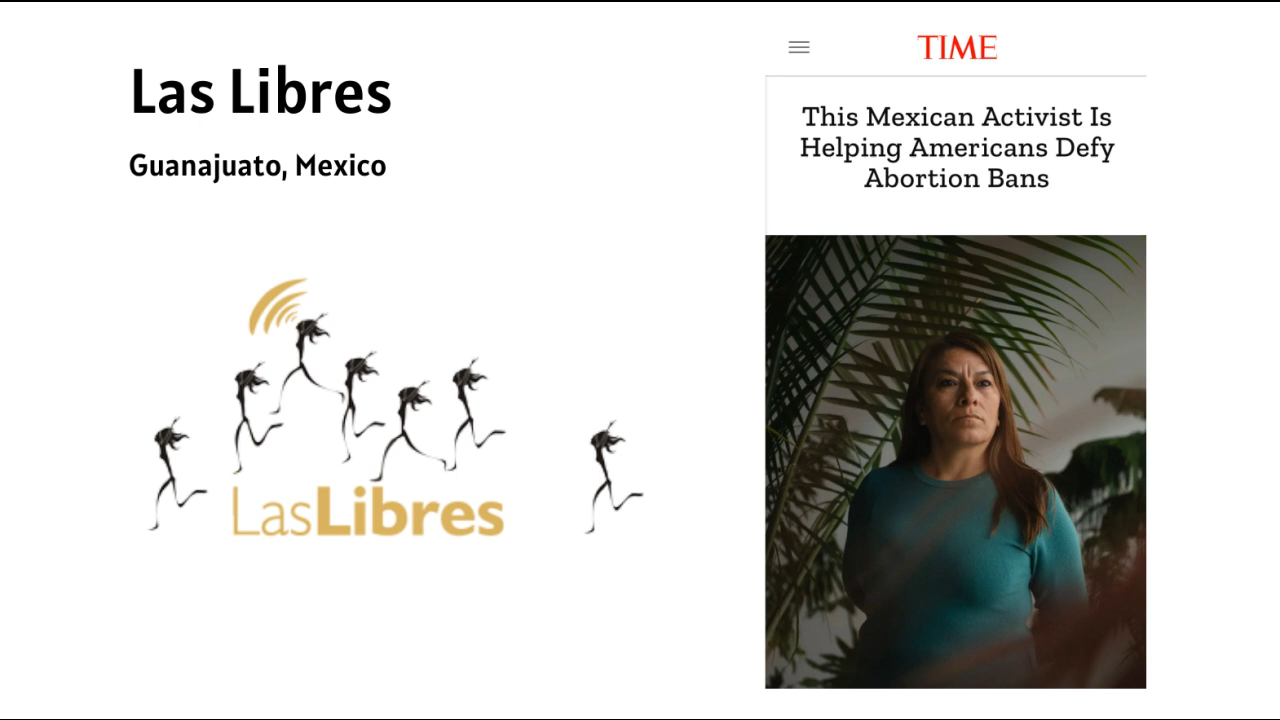 Las Libres
Guanajuato, Mexico
LasLibres
TIME
This Mexican Activist Is
Helping Americans Defy
Abortion Bans